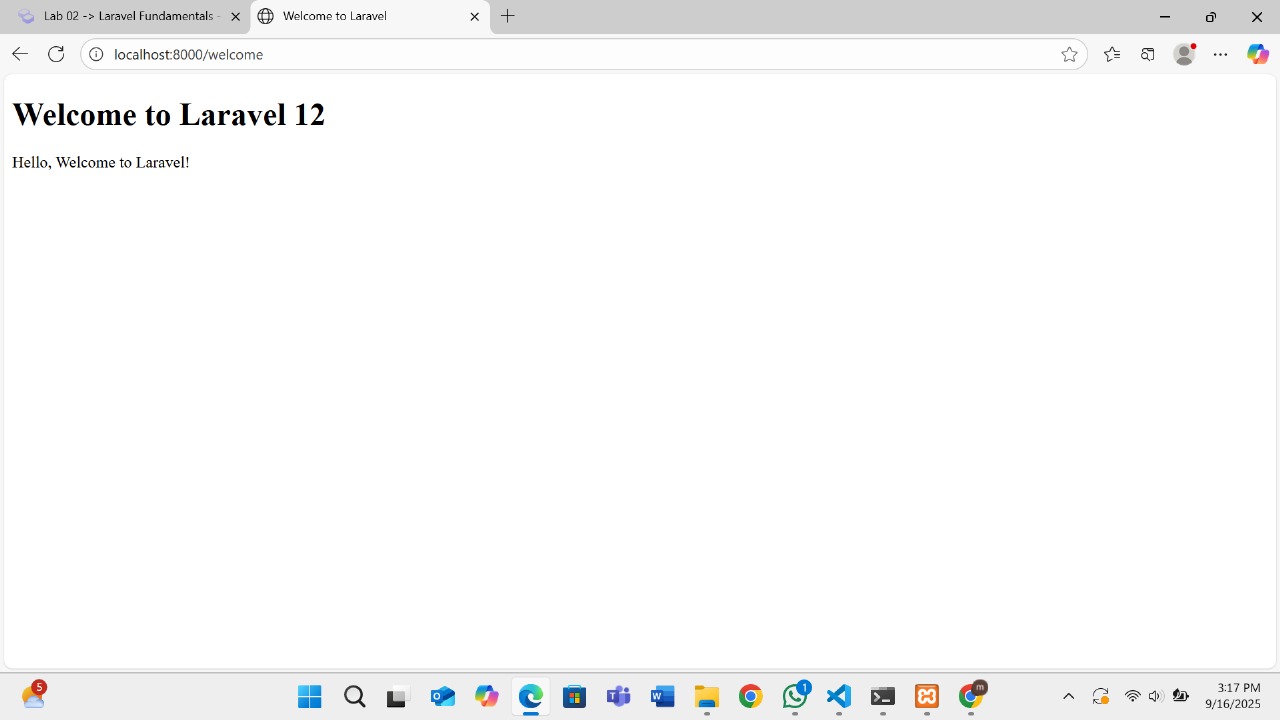 Lab 02 -> Laravel Fundamentals -
Welcome to Laravel
localhost:8000/welcome
Welcome to Laravel 12
Hello, Welcome to Laravel!
5
1
m
3:17 PM
9/16/2025